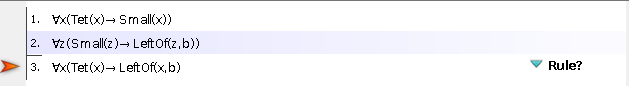 1. ∀x(Tet(x)→ Small(x))
2. ∀z(Small(z)→ LeftOf(z,b))
3. ∀x(Tet(x)→ LeftOf(x,b) Rule?